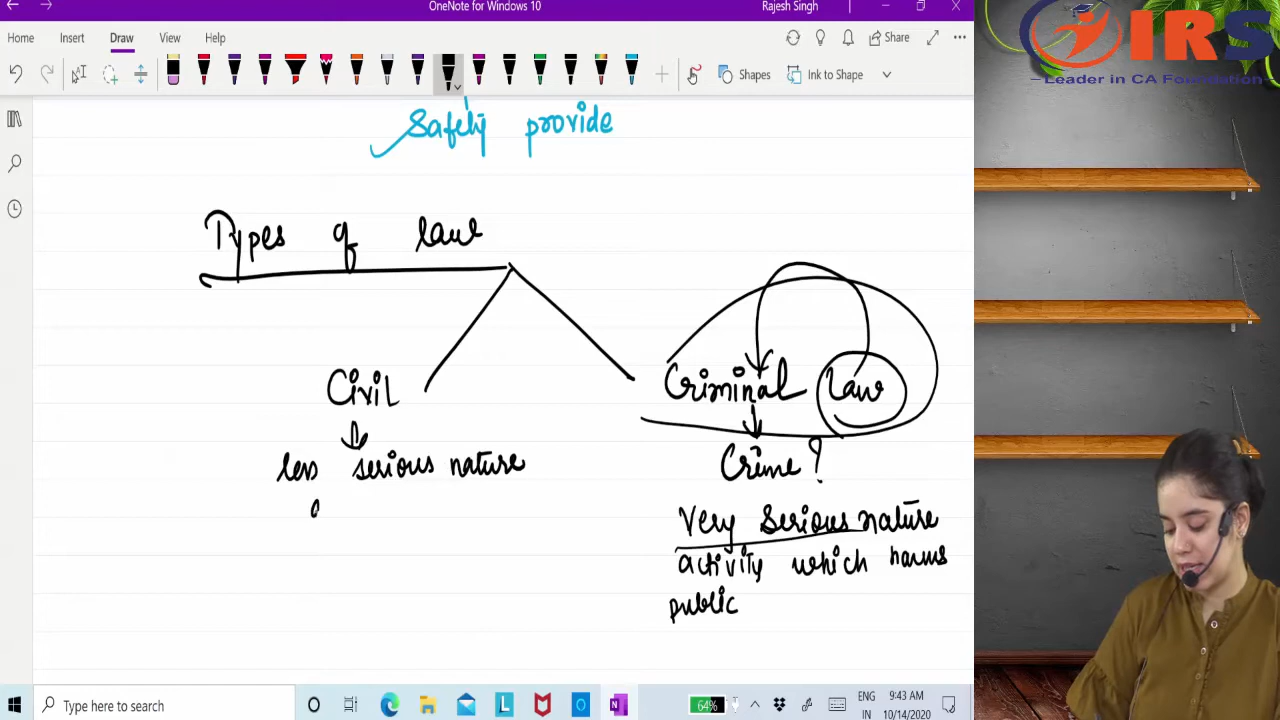 OneNote for Windows 10
Rajesh Singh
Home Insert Draw View Help
Share
Shapes
Ink to Shape
IRS
Leader in CA Foundation
Safety provide
Types of law
Civil
Criminal law
less serious nature
Crime?
Very serious nature
activity which harms
public
Type here to search
64%
ENG
IN
9:43 AM
10/14/2020